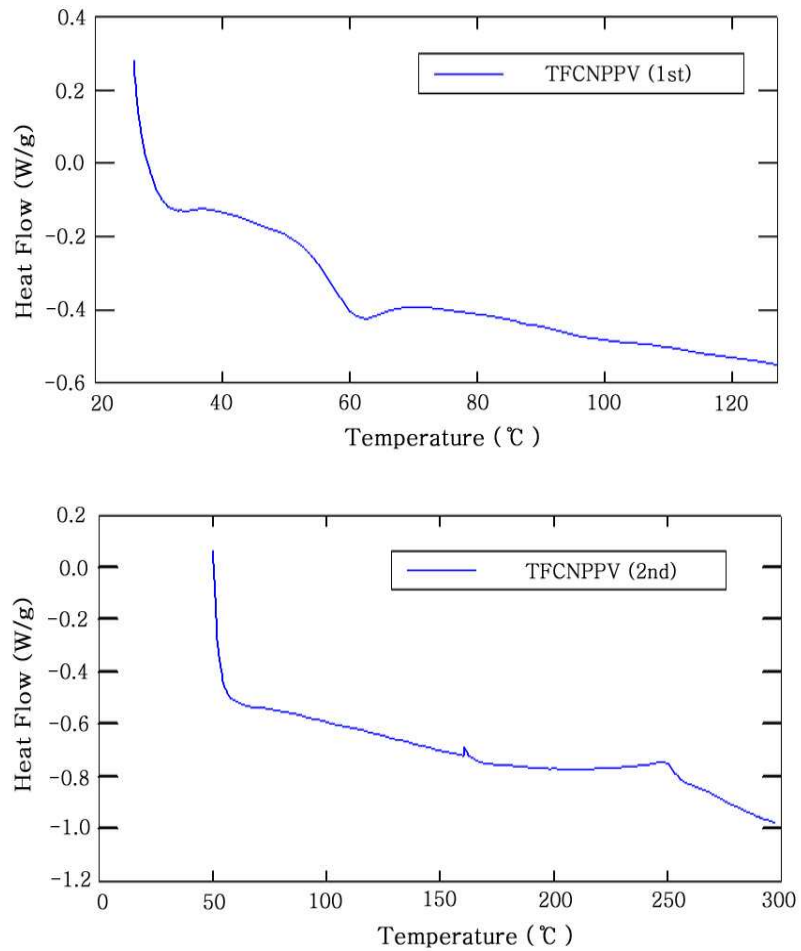 0.4
TFCNPPV (1st)
0.2
0.0
-0.2
-0.4
-0.6
Heat Flow (W/g)
20 40 60 80 100 120
Temperature (℃)
0.2
TFCNPPV (2nd)
0.0
-0.2
-0.4
-0.6
-0.8
-1.0
-1.2
Heat Flow (W/g)
0 50 100 150 200 250 300
Temperature (℃)